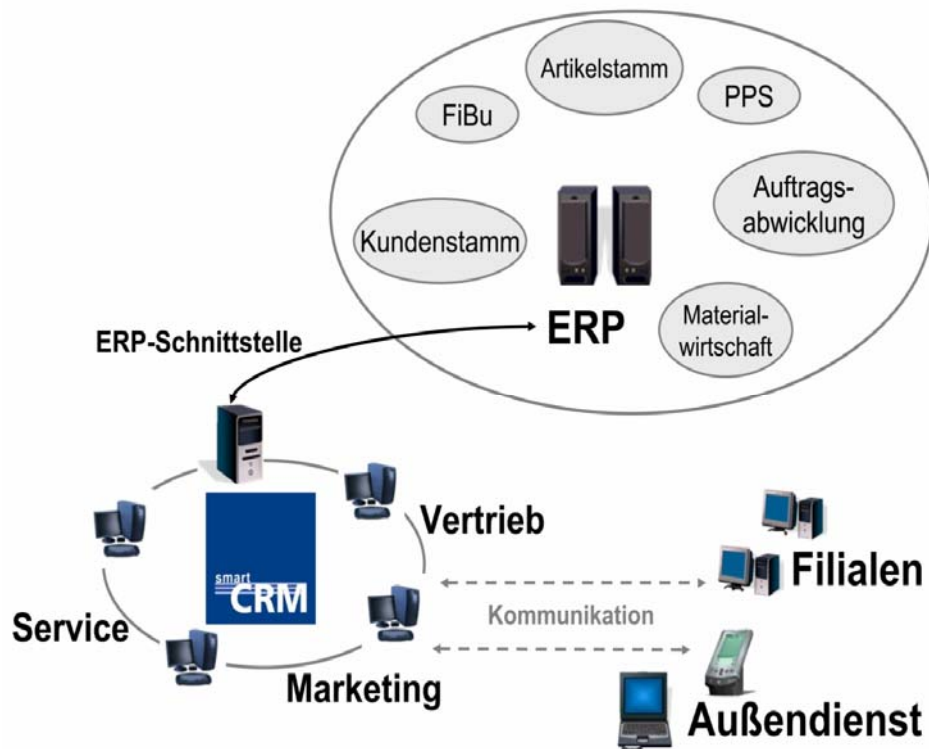 Artikelstamm
FiBu
PPS
Auftrags-
abwicklung
Kundenstamm
ERP
Material-
wirtschaft
ERP-Schnittstelle
Vertrieb
smart
CRM
Service
Marketing
Filialen
Kommunikation
Außendienst